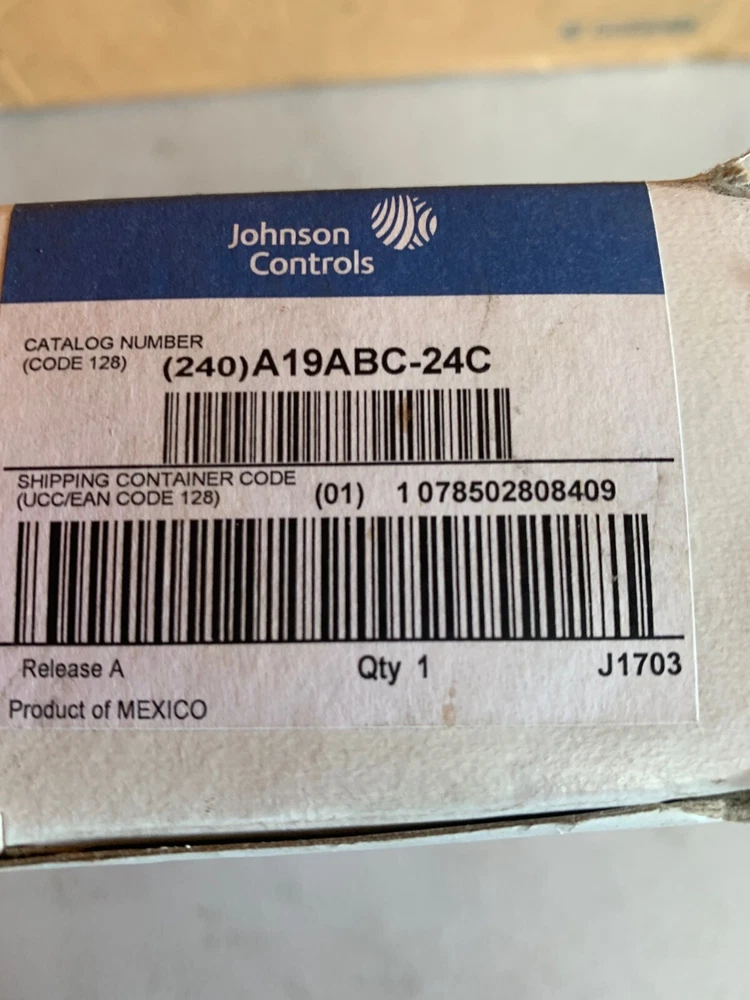 Johnson
Controls
CATALOG NUMBER
(CODE 128) (240)A19ABC-24C
SHIPPING CONTAINER CODE
(UCC/EAN CODE 128) (01) 1 078502808409
Release A Qty 1 J1703
Product of MEXICO